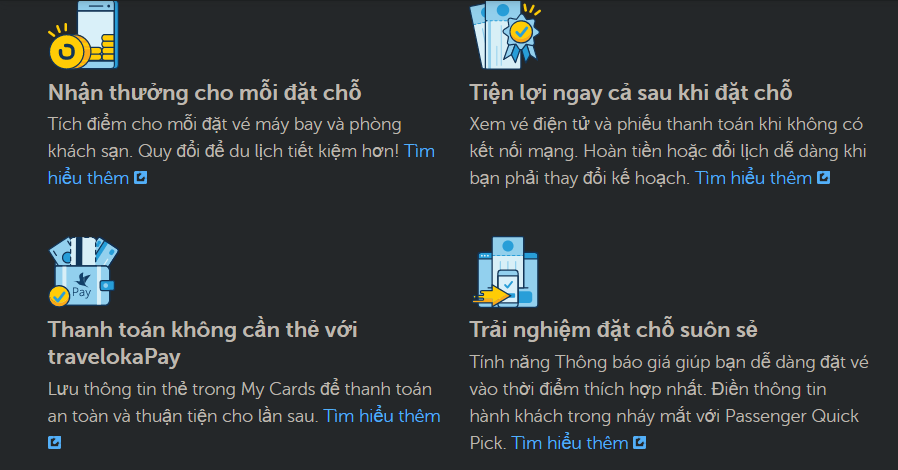 Nhận thưởng cho mỗi đặt chỗ
Tích điểm cho mỗi đặt vé máy bay và phòng
khách sạn. Quy đổi để du lịch tiết kiệm hơn! Tìm
hiểu thêm
Tiện lợi ngay cả sau khi đặt chỗ
Xem vé điện tử và phiếu thanh toán khi không có
kết nối mạng. Hoàn tiền hoặc đổi lịch dễ dàng khi
bạn phải thay đổi kế hoạch. Tìm hiểu thêm
Pay
Thanh toán không cần thẻ với
travelokaPay
Lưu thông tin thẻ trong My Cards để thanh toán
an toàn và thuận tiện cho lần sau. Tìm hiểu thêm
Trải nghiệm đặt chỗ suôn sẻ
Tính năng Thông báo giá giúp bạn dễ dàng đặt vé
vào thời điểm thích hợp nhất. Điền thông tin
hành khách trong nháy mắt với Passenger Quick
Pick. Tìm hiểu thêm